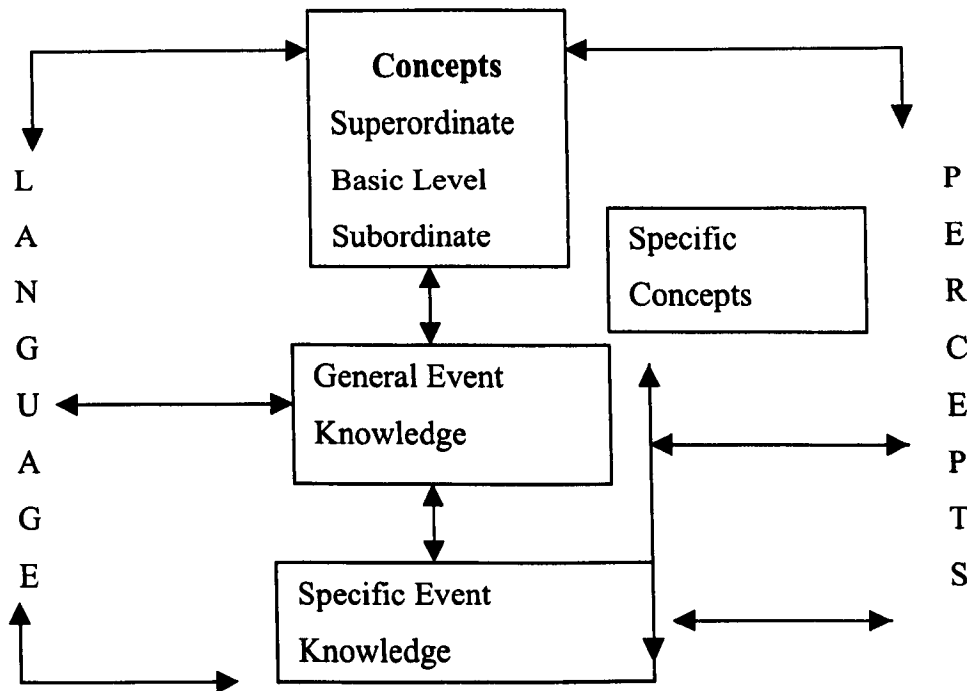 Concepts
Superordinate
Basic Level
Subordinate
Specific
Concepts
General Event
Knowledge
Specific Event
Knowledge
L
A
N
G
U
A
G
E
P
E
R
C
E
P
T
S